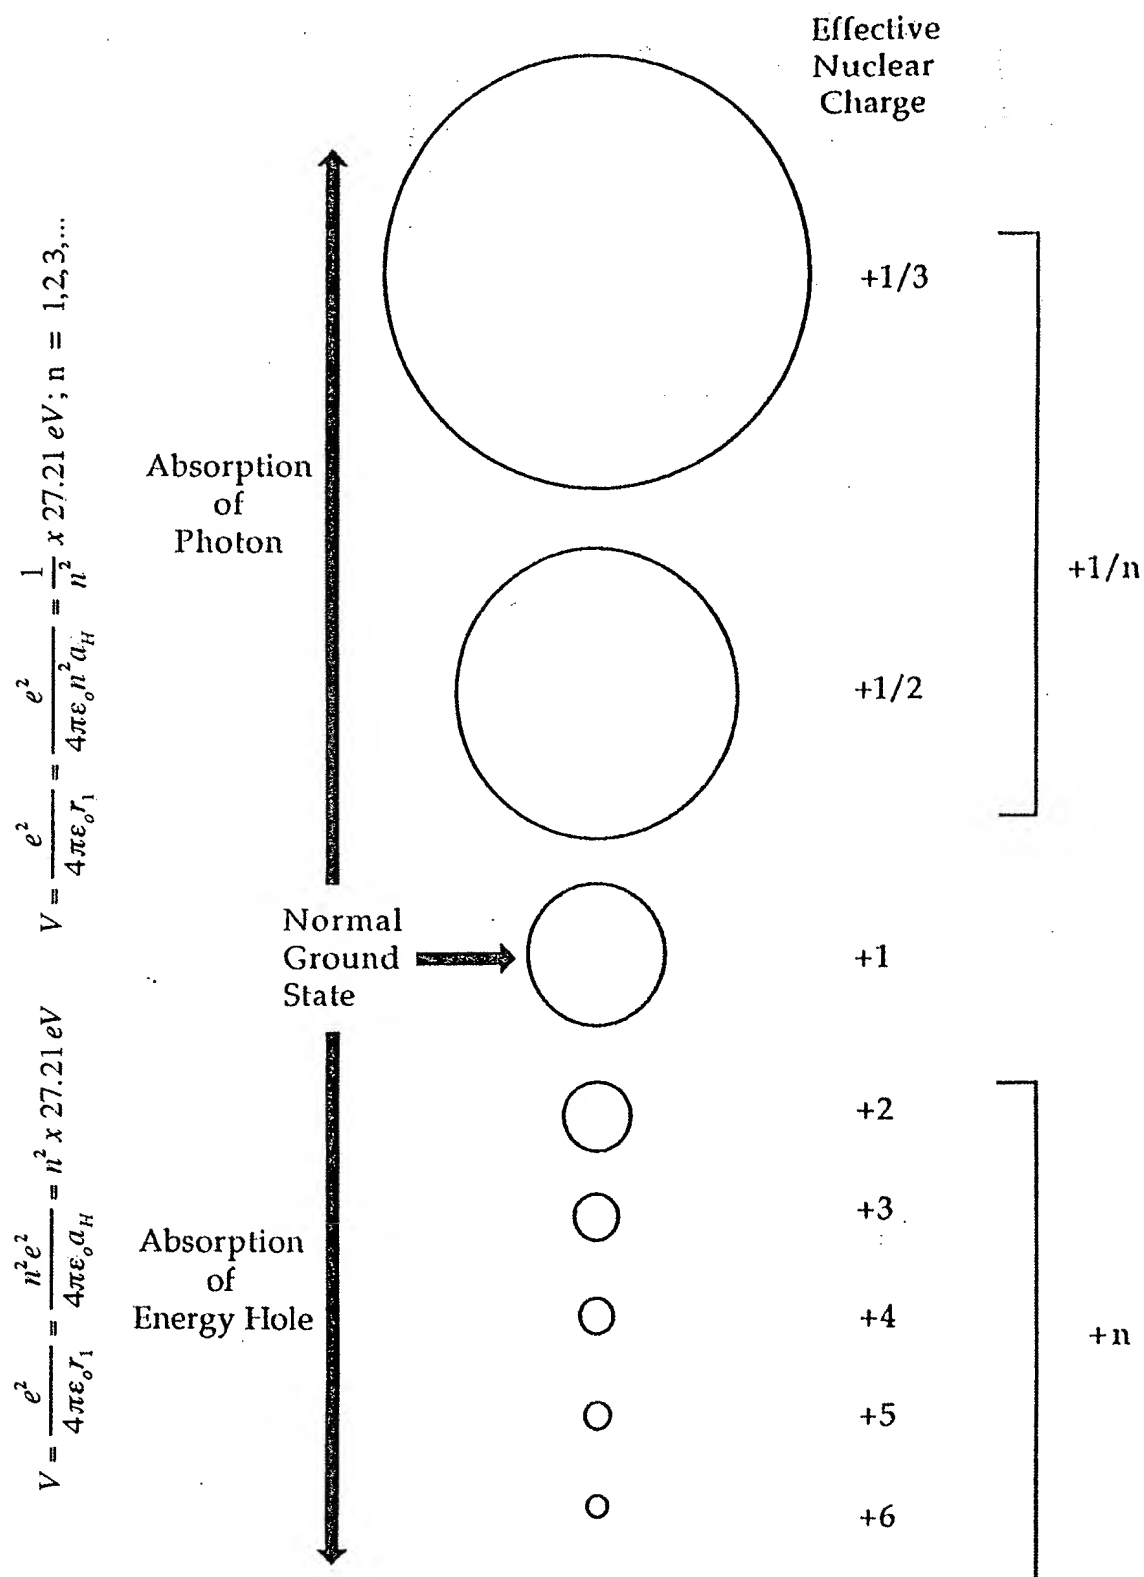 Effective
Nuclear
Charge
+1/3
Absorption
of
Photon
+1/n
+1/2
V = e²/4πε₀r₁ = e²/4πε₀n²a_H = 1/n² x 27.21 eV; n = 1,2,3,...
Normal
Ground
State
+1
+2
+3
Absorption
of
Energy Hole
+4
+n
+5
+6
V = e²/4πε₀r₁ = n²e²/4πε₀a_H = n² x 27.21 eV